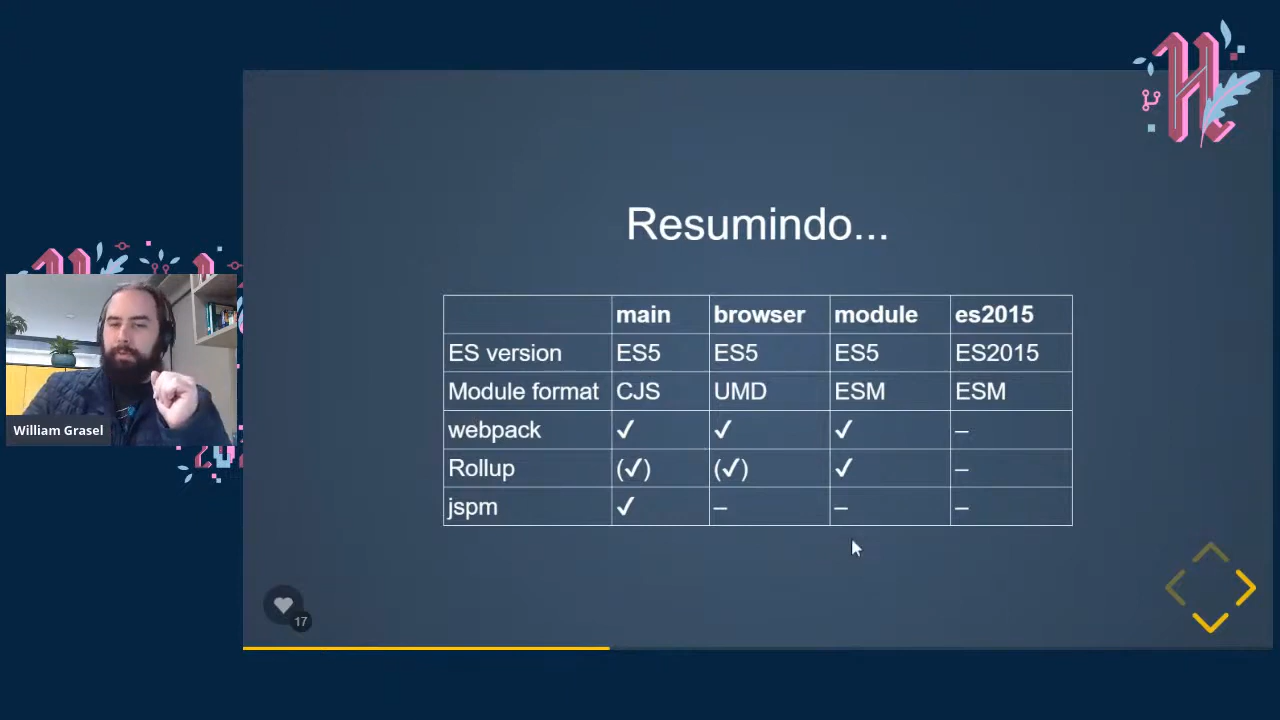 Resumindo...
main browser module es2015
ES version ES5 ES5 ES5 ES2015
Module format CJS UMD ESM ESM
webpack ✓ ✓ ✓ –
Rollup (✓) (✓) ✓ –
jspm ✓ – – –
William Grasel
17